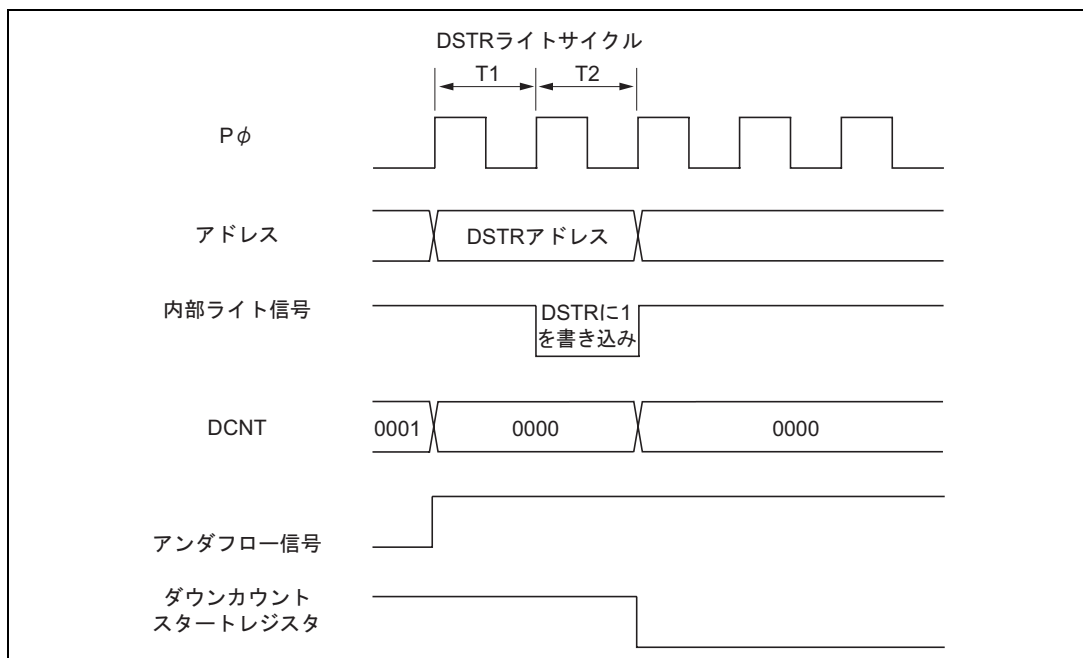 DSTRライトサイクル
T1 T2
Pφ
アドレス DSTRアドレス
内部ライト信号 DSTRに1
を書き込み
DCNT 0001 0000 0000
アンダフロー信号
ダウンカウント
スタートレジスタ